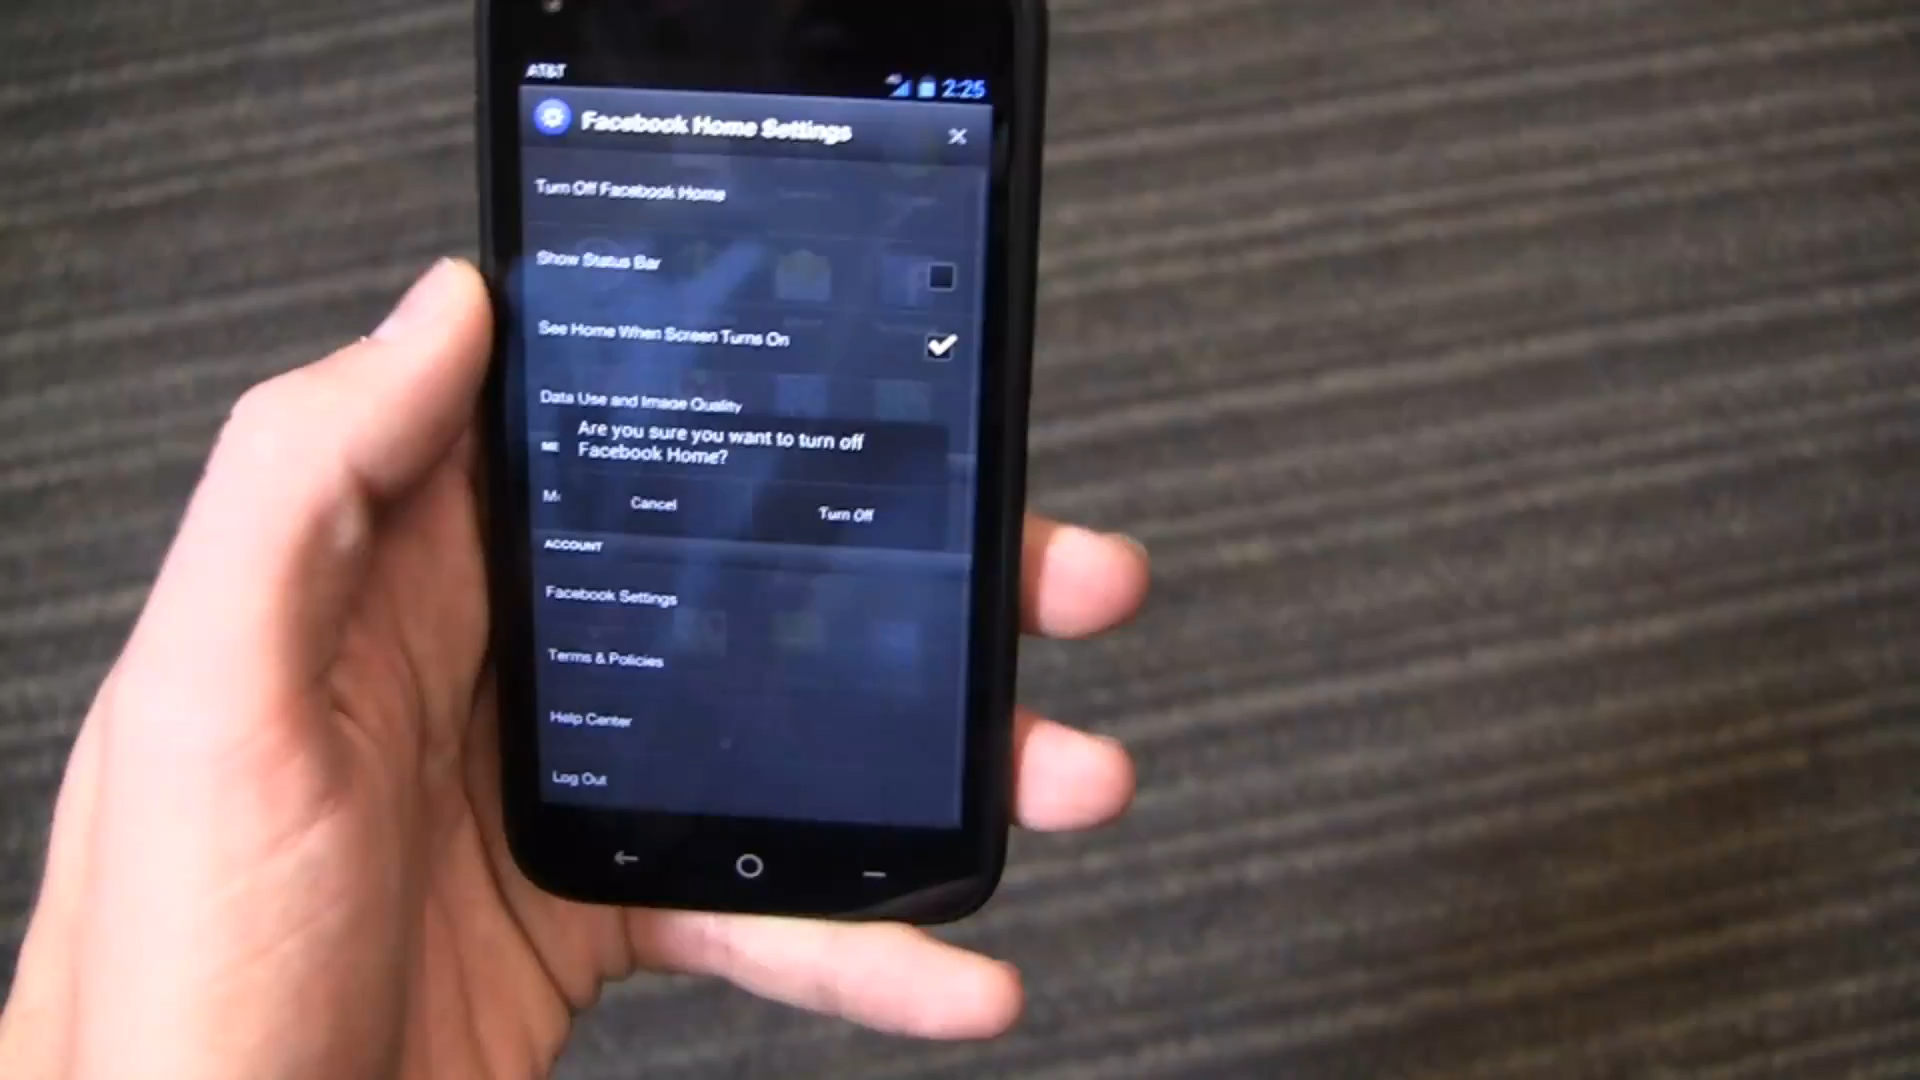 AT&T
2:25
Facebook Home Settings
Turn Off Facebook Home
Show Status Bar
See Home When Screen Turns On
Data Use and Image Quality
Are you sure you want to turn off
Facebook Home?
ME
Cancel
Turn Off
ACCOUNT
Facebook Settings
Terms & Policies
Help Center
Log Out